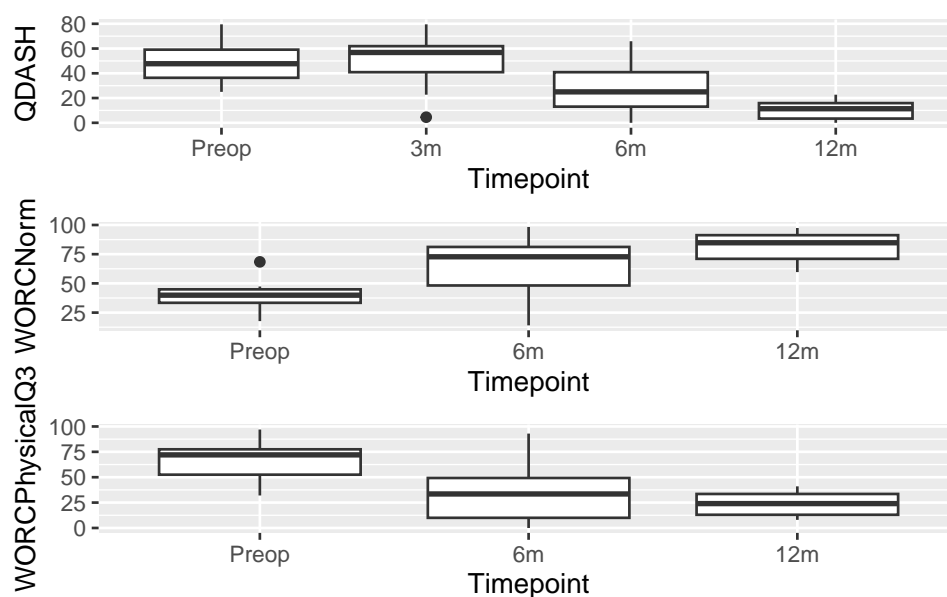 QDASH
80
60
40
20
0
Preop 3m 6m 12m
Timepoint
WORCNorm
100
75
50
25
Preop 6m 12m
Timepoint
WORCPhysicalQ3
100
75
50
25
0
Preop 6m 12m
Timepoint